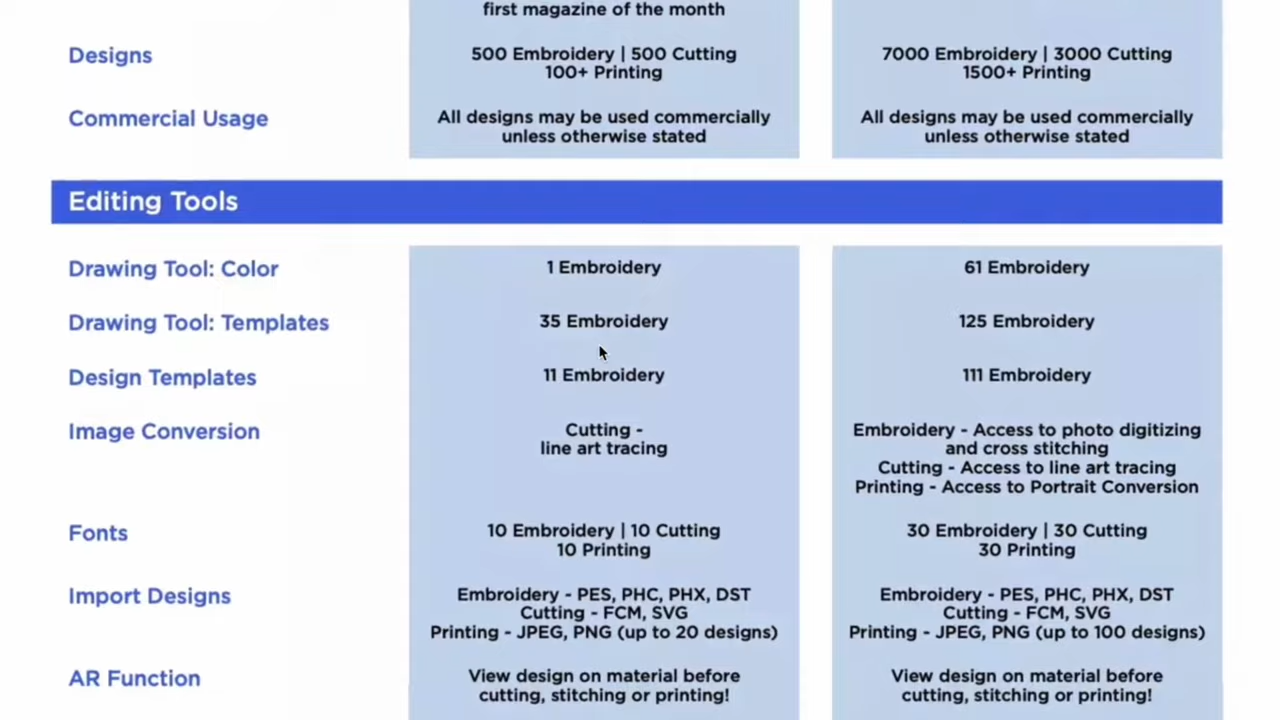 first magazine of the month
Designs
500 Embroidery | 500 Cutting
100+ Printing
7000 Embroidery | 3000 Cutting
1500+ Printing
Commercial Usage
All designs may be used commercially
unless otherwise stated
All designs may be used commercially
unless otherwise stated
Editing Tools
Drawing Tool: Color
1 Embroidery
61 Embroidery
Drawing Tool: Templates
35 Embroidery
125 Embroidery
Design Templates
11 Embroidery
111 Embroidery
Image Conversion
Cutting -
line art tracing
Embroidery - Access to photo digitizing
and cross stitching
Cutting - Access to line art tracing
Printing - Access to Portrait Conversion
Fonts
10 Embroidery | 10 Cutting
10 Printing
30 Embroidery | 30 Cutting
30 Printing
Import Designs
Embroidery - PES, PHC, PHX, DST
Cutting - FCM, SVG
Printing - JPEG, PNG (up to 20 designs)
Embroidery - PES, PHC, PHX, DST
Cutting - FCM, SVG
Printing - JPEG, PNG (up to 100 designs)
AR Function
View design on material before
cutting, stitching or printing!
View design on material before
cutting, stitching or printing!